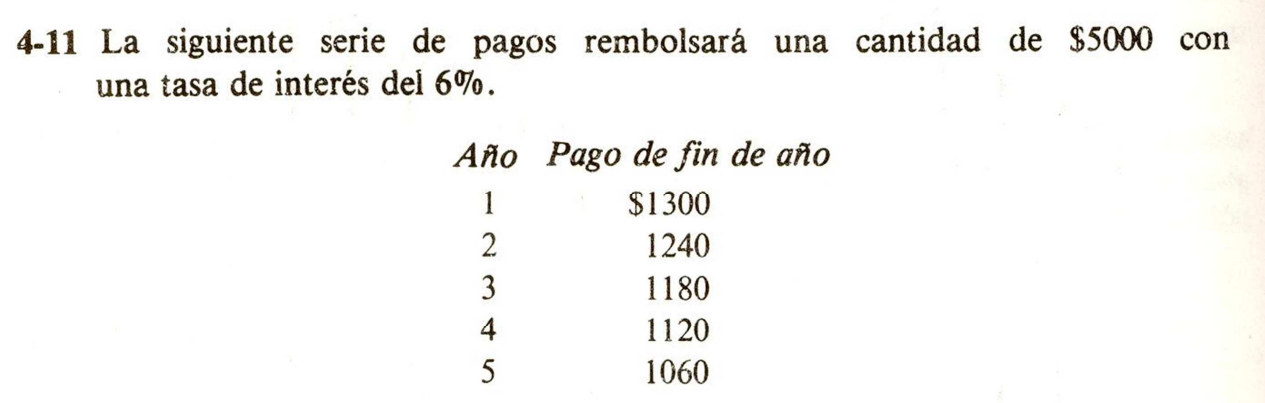 4-11 La siguiente serie de pagos rembolsará una cantidad de $5000 con
una tasa de interés del 6%.
Año Pago de fin de año
1 $1300
2 1240
3 1180
4 1120
5 1060